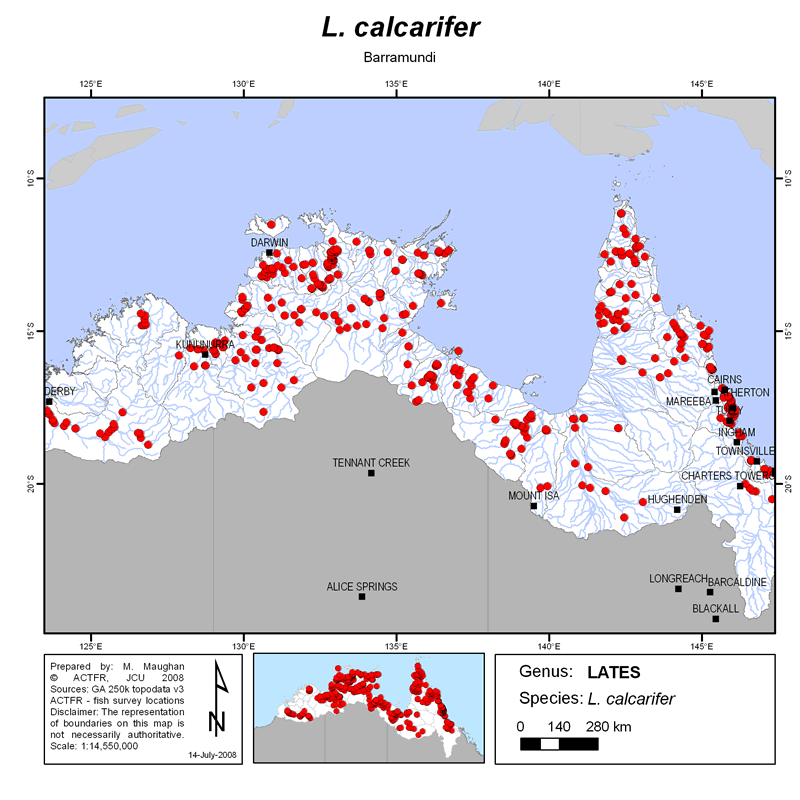 L. calcarifer
Barramundi
125°E 130°E 135°E 140°E 145°E
10°S 10°S
DARWIN
15°S 15°S
KUNUNURRA
CAIRNS
DERBY
MAREEBA
INGHAM
TOWNSVILLE
TENNANT CREEK
CHARTERS TOWERS
20°S 20°S
MOUNT ISA
HUGHENDEN
ALICE SPRINGS
LONGREACH
BARCALDINE
BLACKALL
125°E 130°E 135°E 140°E 145°E
Prepared by: M. Maughan
© ACTFR, JCU 2008
Sources: GA 250k topodata v3
ACTFR - fish survey locations
Disclaimer: The representation
of boundaries on this map is
not necessarily authoritative.
Scale: 1:14,550,000
N
14-July-2008
Genus: LATES
Species: L. calcarifer
0 140 280 km